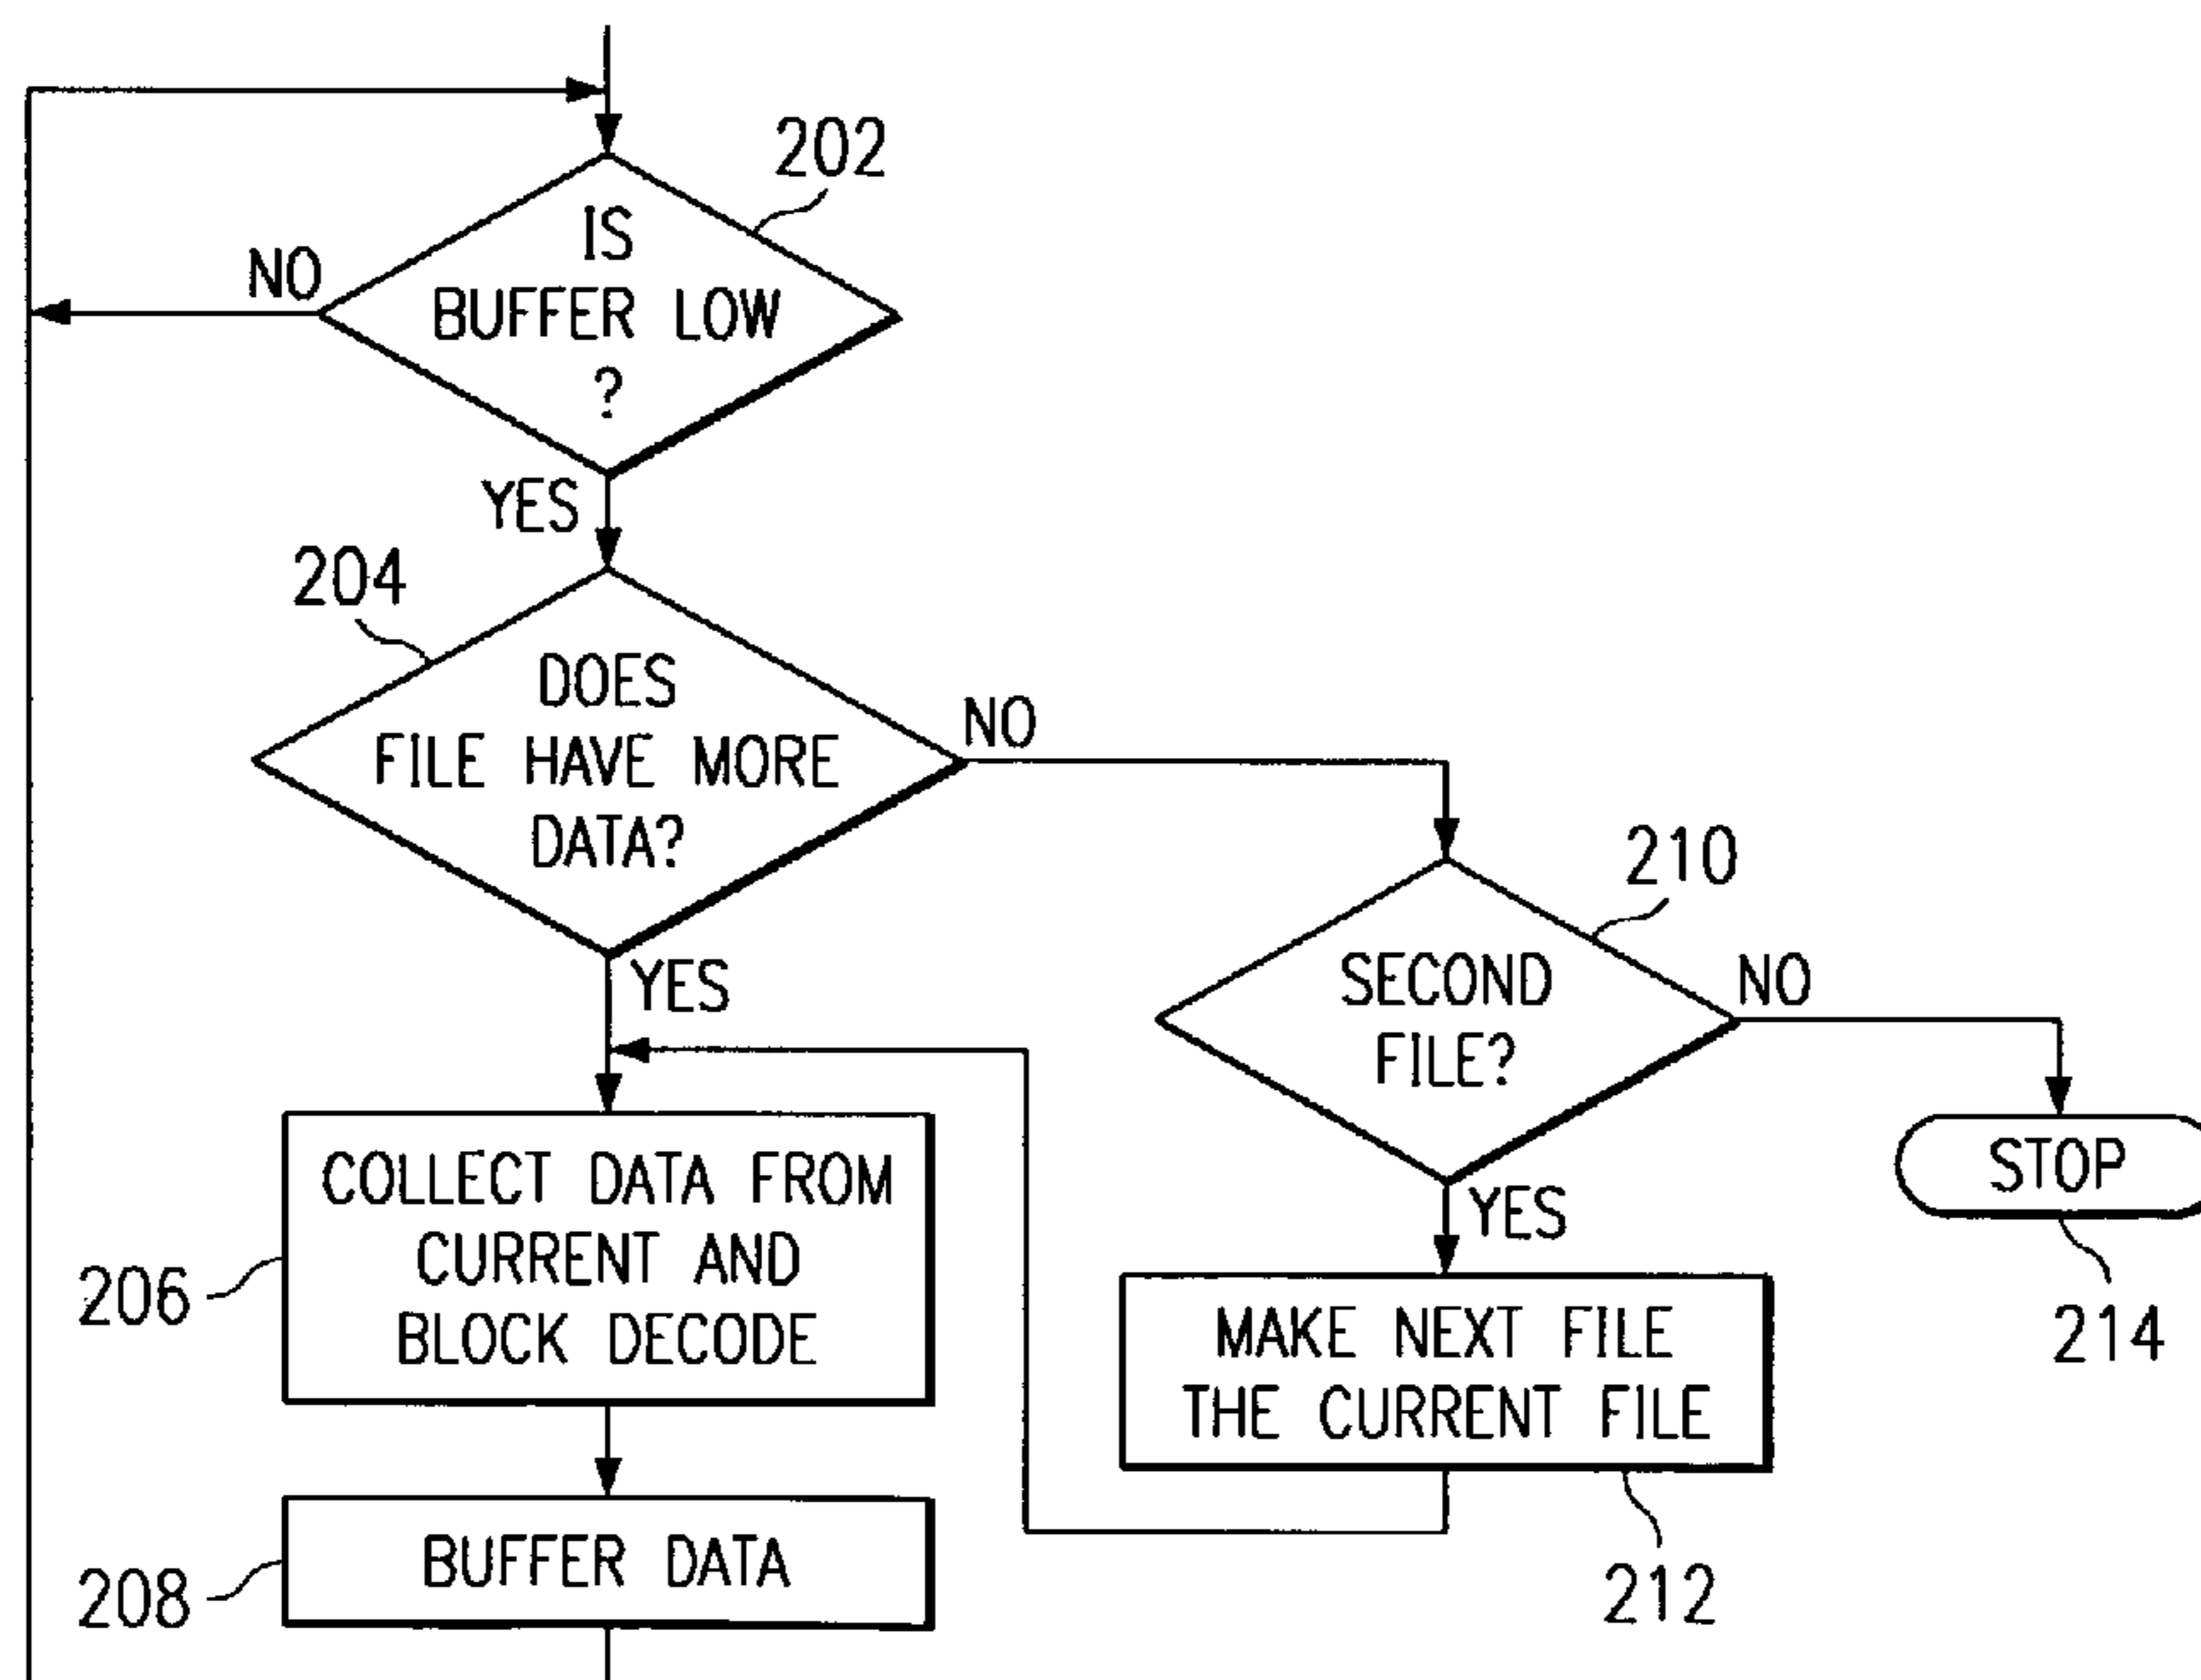 202
IS
BUFFER LOW
?
NO
YES
204
DOES
FILE HAVE MORE
DATA?
NO
YES
210
SECOND
FILE?
NO
YES
STOP
214
206
COLLECT DATA FROM
CURRENT AND
BLOCK DECODE
MAKE NEXT FILE
THE CURRENT FILE
212
208
BUFFER DATA